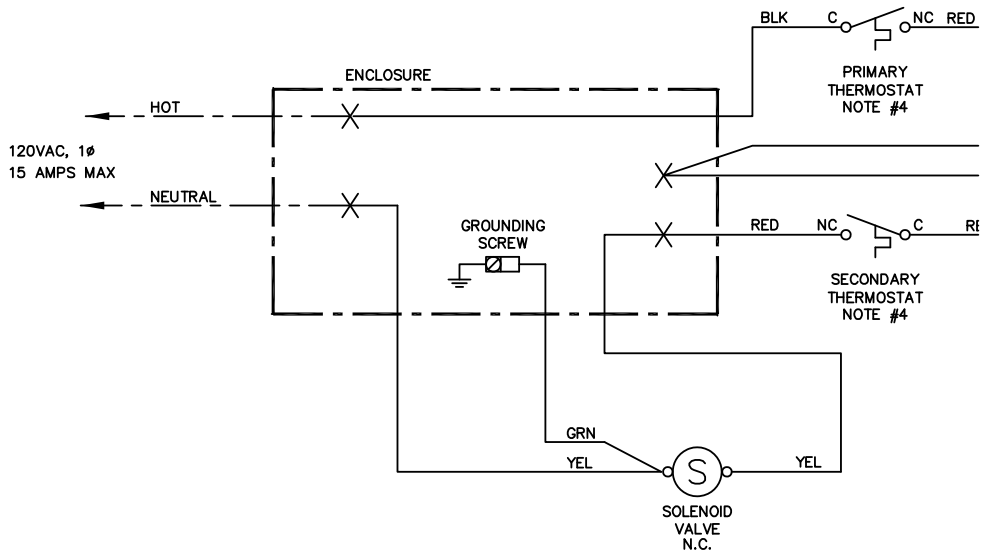 BLK C NC RED
ENCLOSURE
PRIMARY
THERMOSTAT
NOTE #4
HOT
120VAC, 1ø
15 AMPS MAX
NEUTRAL
GROUNDING
SCREW
RED NC C RE
SECONDARY
THERMOSTAT
NOTE #4
GRN
YEL
S
YEL
SOLENOID
VALVE
N.C.